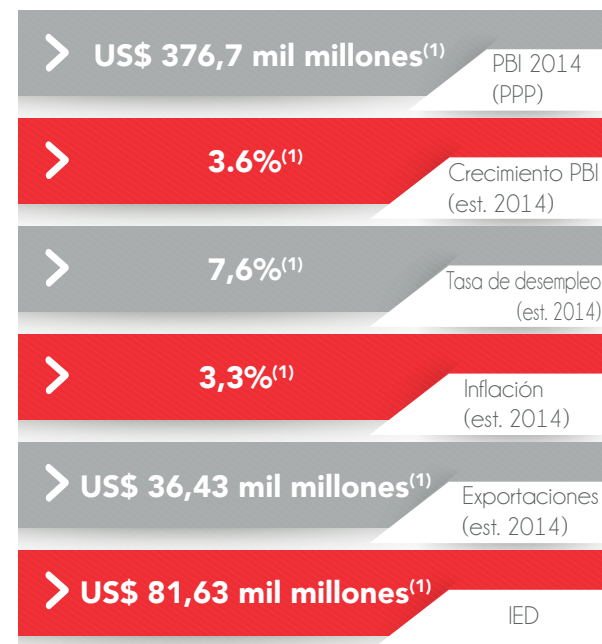 US$ 376,7 mil millones(1)
PBI 2014
(PPP)
3.6%(1)
Crecimiento PBI
(est. 2014)
7,6%(1)
Tasa de desempleo
(est. 2014)
3,3%(1)
Inflación
(est. 2014)
US$ 36,43 mil millones(1)
Exportaciones
(est. 2014)
US$ 81,63 mil millones(1)
IED